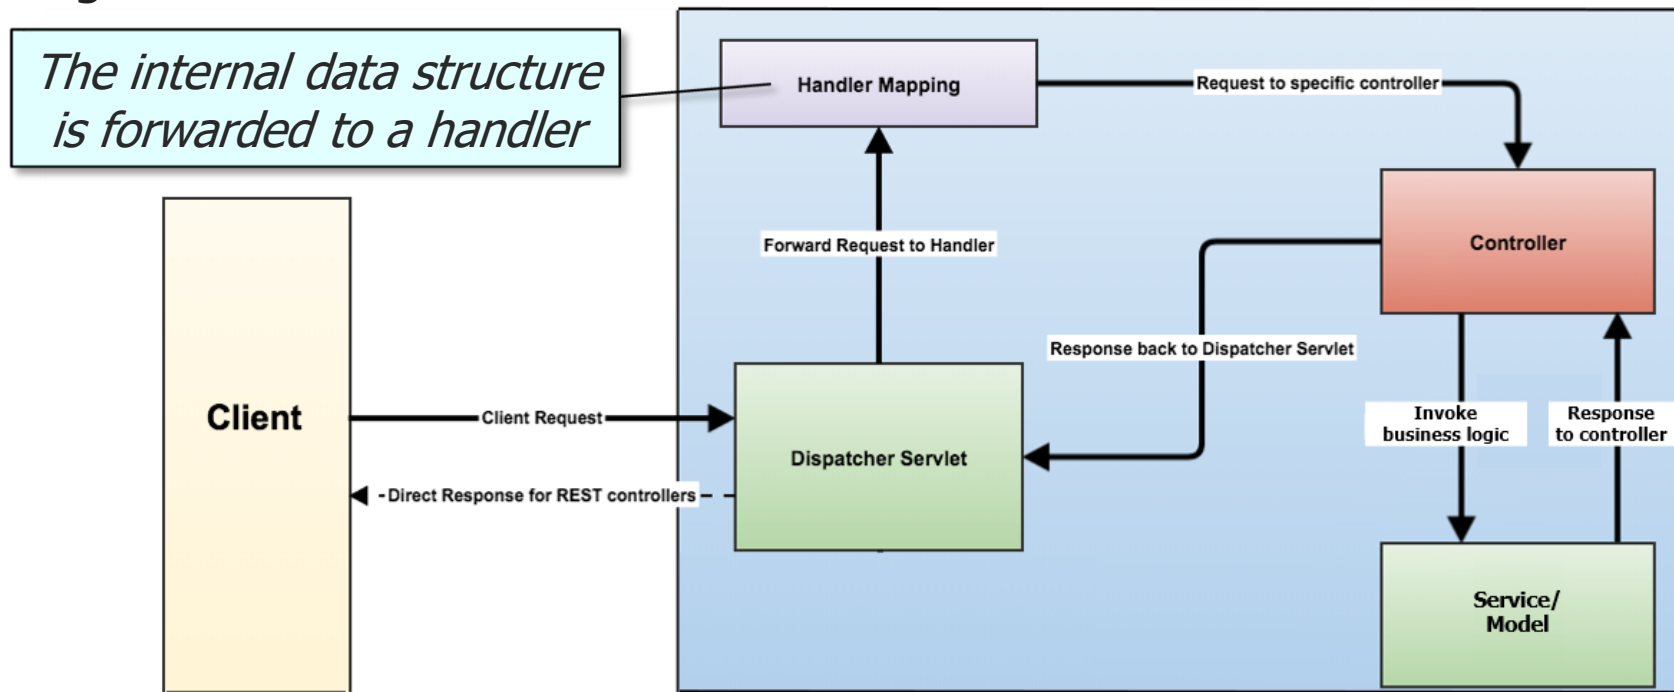 The internal data structure
is forwarded to a handler
Handler Mapping
Request to specific controller
Forward Request to Handler
Controller
Response back to Dispatcher Servlet
Client
Client Request
Dispatcher Servlet
Direct Response for REST controllers
Invoke
business logic
Response
to controller
Service/
Model